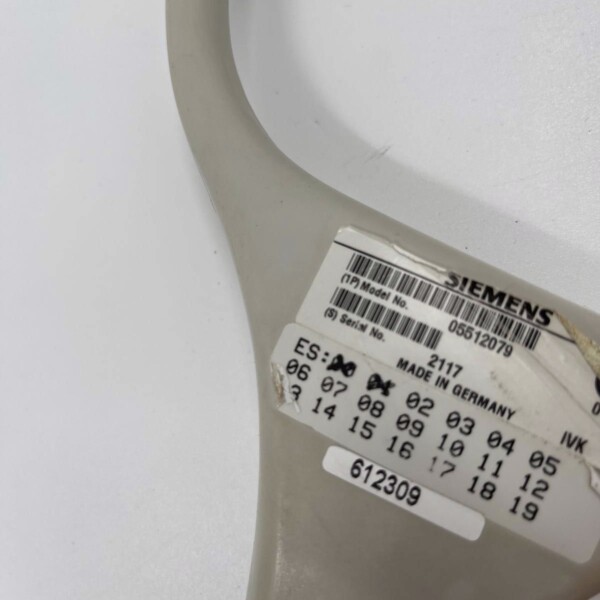 SIEMENS
(1P) Model No. 05512079
(S) Serial No. 2117
MADE IN GERMANY
IVK
ES: 02 03 04 05
06 07 08 09 10 11 12
3 14 15 16 17 18 19
612309